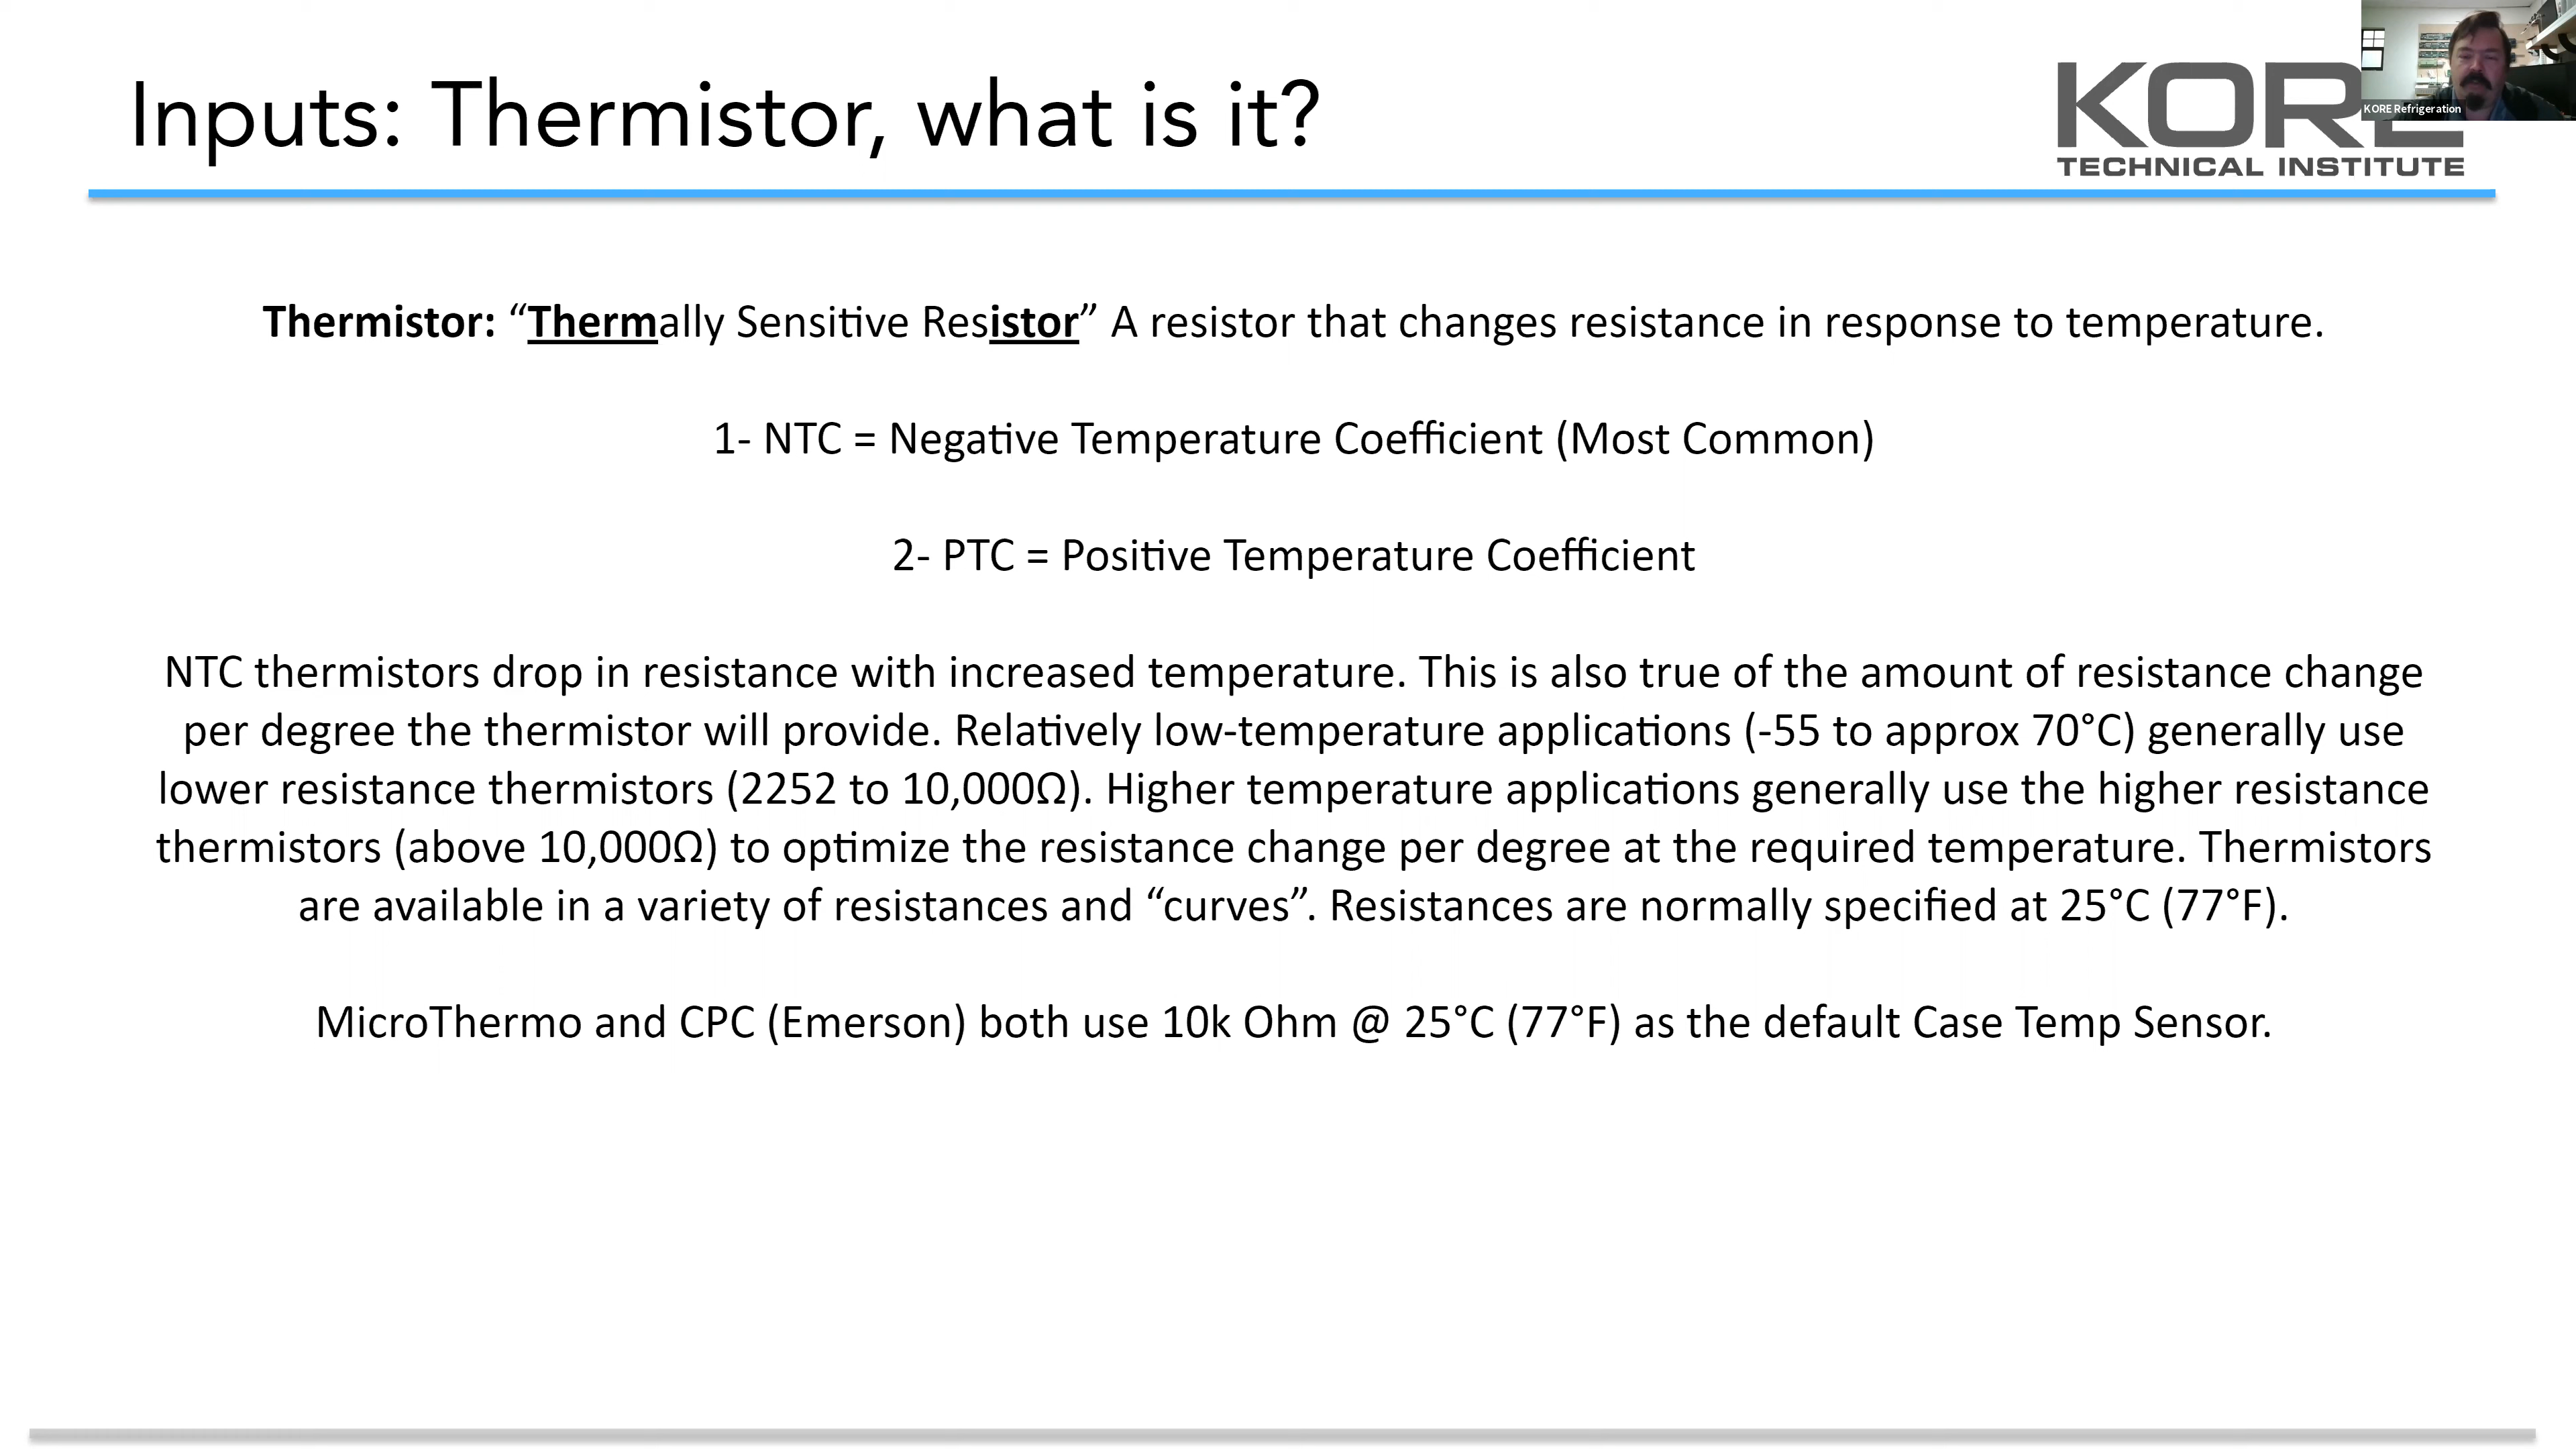 Inputs: Thermistor, what is it?
KORE
TECHNICAL INSTITUTE
KORE Refrigeration
Thermistor: “Thermally Sensitive Resistor” A resistor that changes resistance in response to temperature.
1- NTC = Negative Temperature Coefficient (Most Common)
2- PTC = Positive Temperature Coefficient
NTC thermistors drop in resistance with increased temperature. This is also true of the amount of resistance change
per degree the thermistor will provide. Relatively low-temperature applications (-55 to approx 70°C) generally use
lower resistance thermistors (2252 to 10,000Ω). Higher temperature applications generally use the higher resistance
thermistors (above 10,000Ω) to optimize the resistance change per degree at the required temperature. Thermistors
are available in a variety of resistances and “curves”. Resistances are normally specified at 25°C (77°F).
MicroThermo and CPC (Emerson) both use 10k Ohm @ 25°C (77°F) as the default Case Temp Sensor.